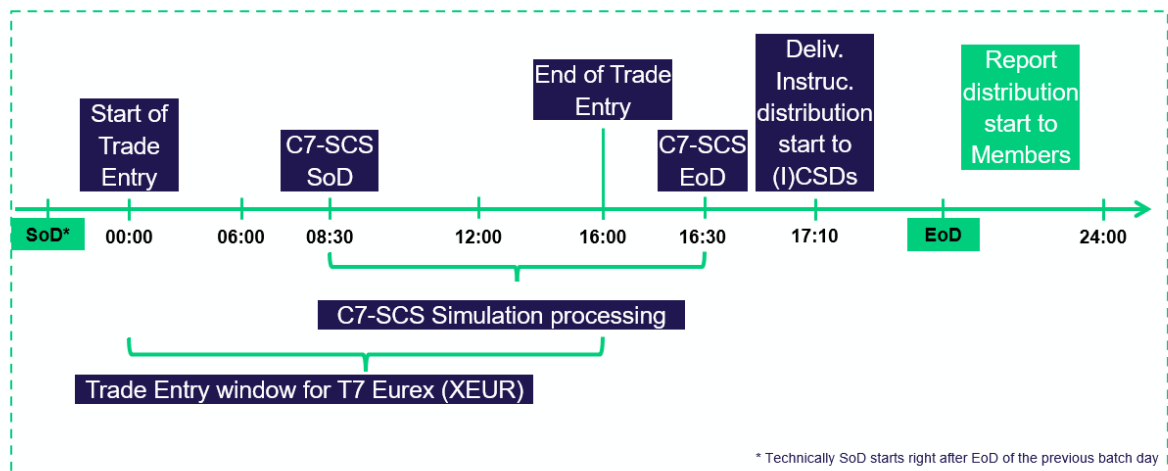 Start of
Trade
Entry
C7-SCS
SoD
End of Trade
Entry
C7-SCS
EoD
Deliv.
Instruc.
distribution
start to
(I)CSDs
Report
distribution
start to
Members
SoD*
00:00
06:00
08:30
12:00
16:00
16:30
17:10
EoD
24:00
C7-SCS Simulation processing
Trade Entry window for T7 Eurex (XEUR)
* Technically SoD starts right after EoD of the previous batch day